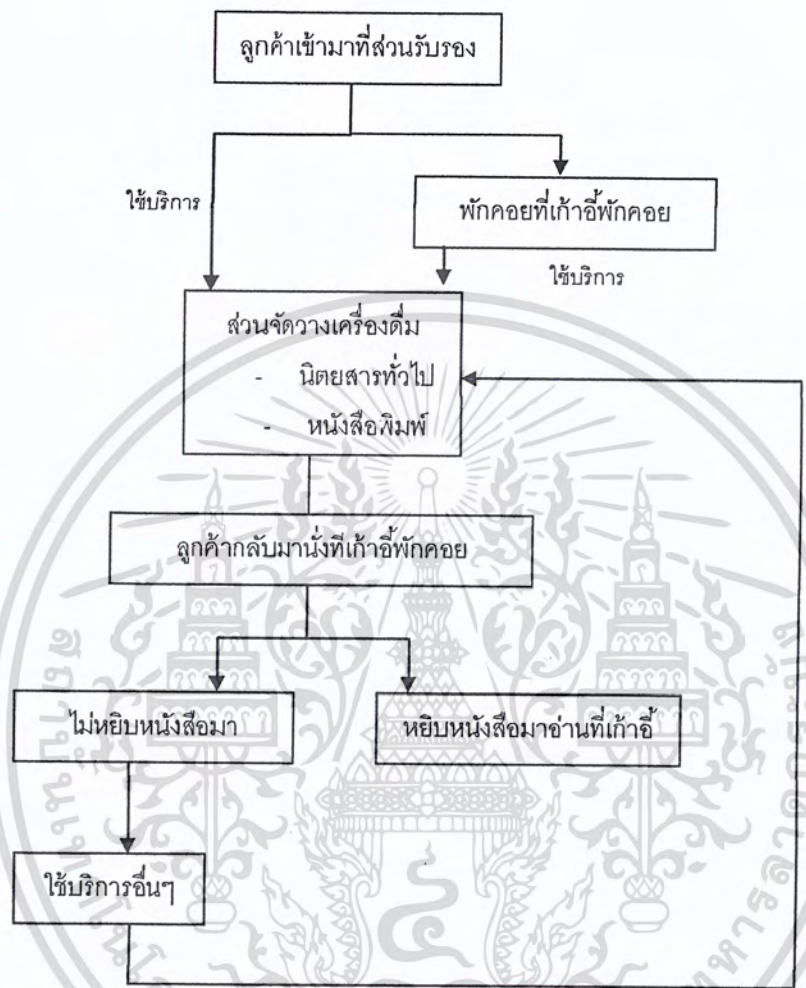 ลูกค้าเข้ามาที่ส่วนรับรอง
ใช้บริการ
พักคอยที่เก้าอี้พักคอย
ใช้บริการ
ส่วนจัดวางเครื่องดื่ม
- นิตยสารทั่วไป
- หนังสือพิมพ์
ลูกค้ากลับมานั่งที่เก้าอี้พักคอย
ไม่หยิบหนังสือมา
หยิบหนังสือมาอ่านที่เก้าอี้
ใช้บริการอื่นๆ